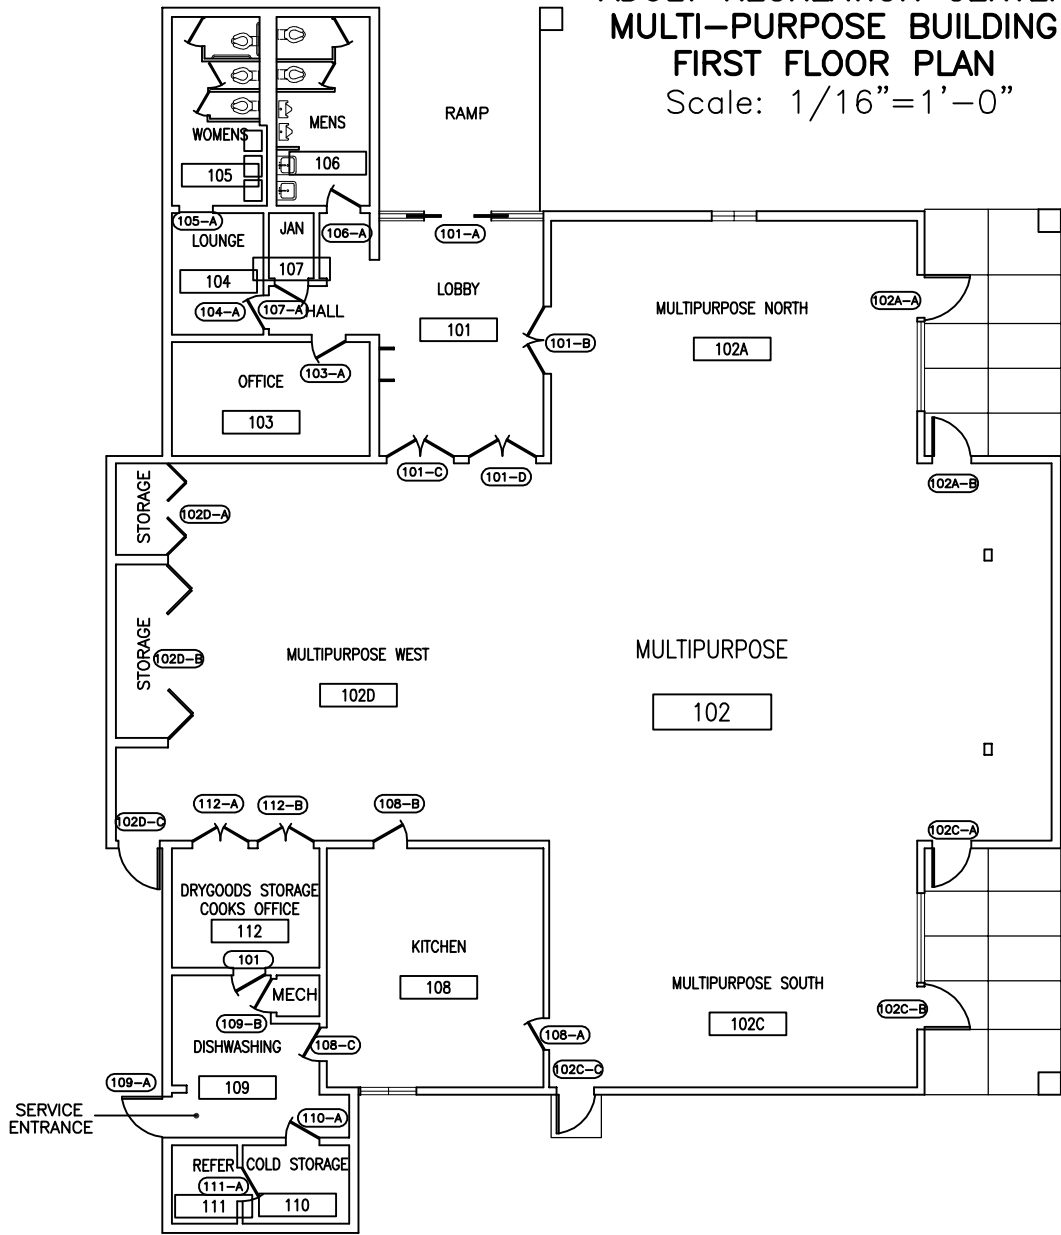 MULTI-PURPOSE BUILDING
FIRST FLOOR PLAN
Scale: 1/16"=1'-0"
RAMP
WOMENS
105
MENS
106
105-A
106-A
101-A
LOUNGE
104
JAN
107
104-A
107-A
HALL
LOBBY
101
101-B
MULTIPURPOSE NORTH
102A
102A-A
103-A
OFFICE
103
101-C
101-D
102A-B
STORAGE
102D-A
STORAGE
102D-B
MULTIPURPOSE WEST
102D
MULTIPURPOSE
102
102D-C
112-A
112-B
108-B
102C-A
DRYGOODS STORAGE
COOKS OFFICE
112
101
KITCHEN
108
MECH
109-B
DISHWASHING
109
108-C
108-A
MULTIPURPOSE SOUTH
102C
102C-B
102C-C
109-A
SERVICE
ENTRANCE
110-A
REFER
111-A
111
COLD STORAGE
110